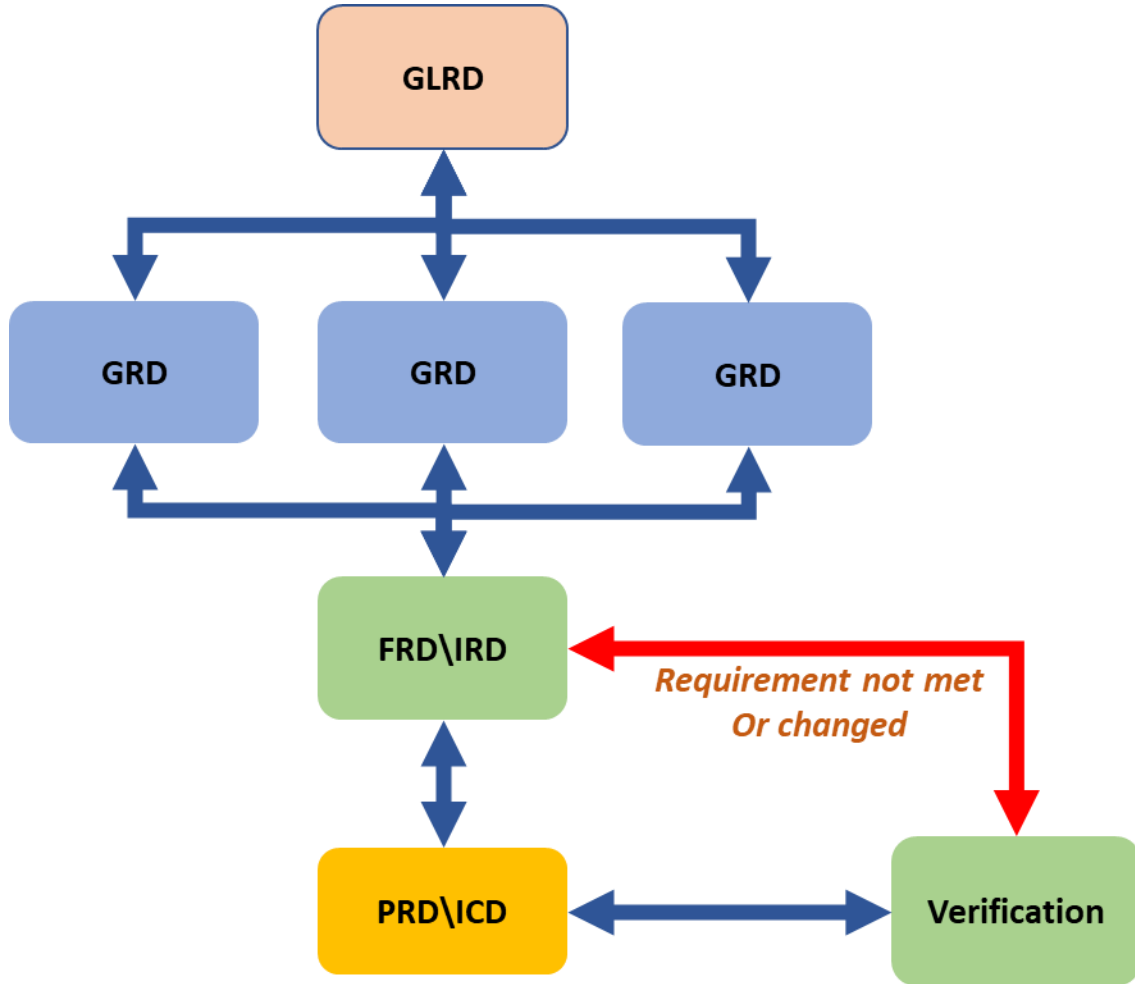 GLRD
GRD
GRD
GRD
FRD\IRD
Requirement not met
Or changed
PRD\ICD
Verification